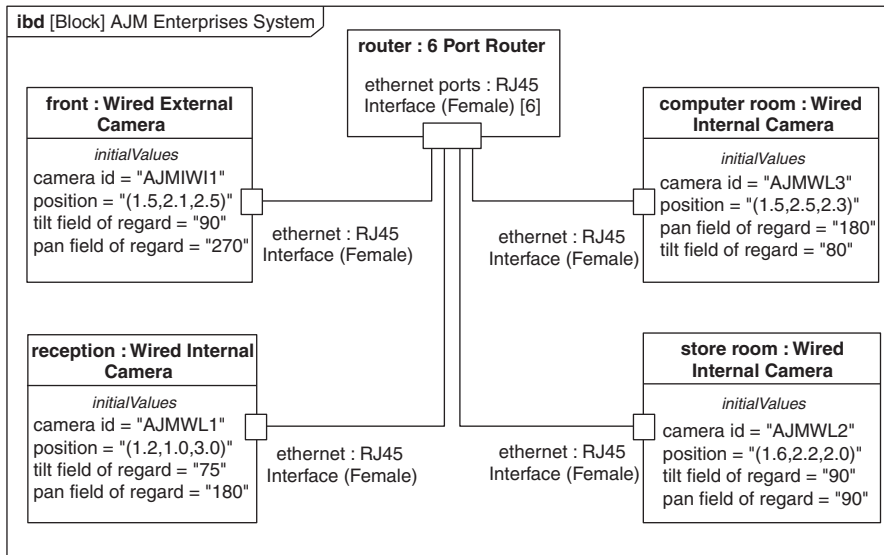 ibd [Block] AJM Enterprises System
router : 6 Port Router
ethernet ports : RJ45
Interface (Female) [6]
front : Wired External
Camera
initialValues
camera id = "AJMIWI1"
position = "(1.5,2.1,2.5)"
tilt field of regard = "90"
pan field of regard = "270"
ethernet : RJ45
Interface (Female)
computer room : Wired
Internal Camera
initialValues
camera id = "AJMWL3"
position = "(1.5,2.5,2.3)"
pan field of regard = "180"
tilt field of regard = "80"
ethernet : RJ45
Interface (Female)
reception : Wired Internal
Camera
initialValues
camera id = "AJMWL1"
position = "(1.2,1.0,3.0)"
tilt field of regard = "75"
pan field of regard = "180"
ethernet : RJ45
Interface (Female)
store room : Wired
Internal Camera
initialValues
camera id = "AJMWL2"
position = "(1.6,2.2,2.0)"
tilt field of regard = "90"
pan field of regard = "90"
ethernet : RJ45
Interface (Female)